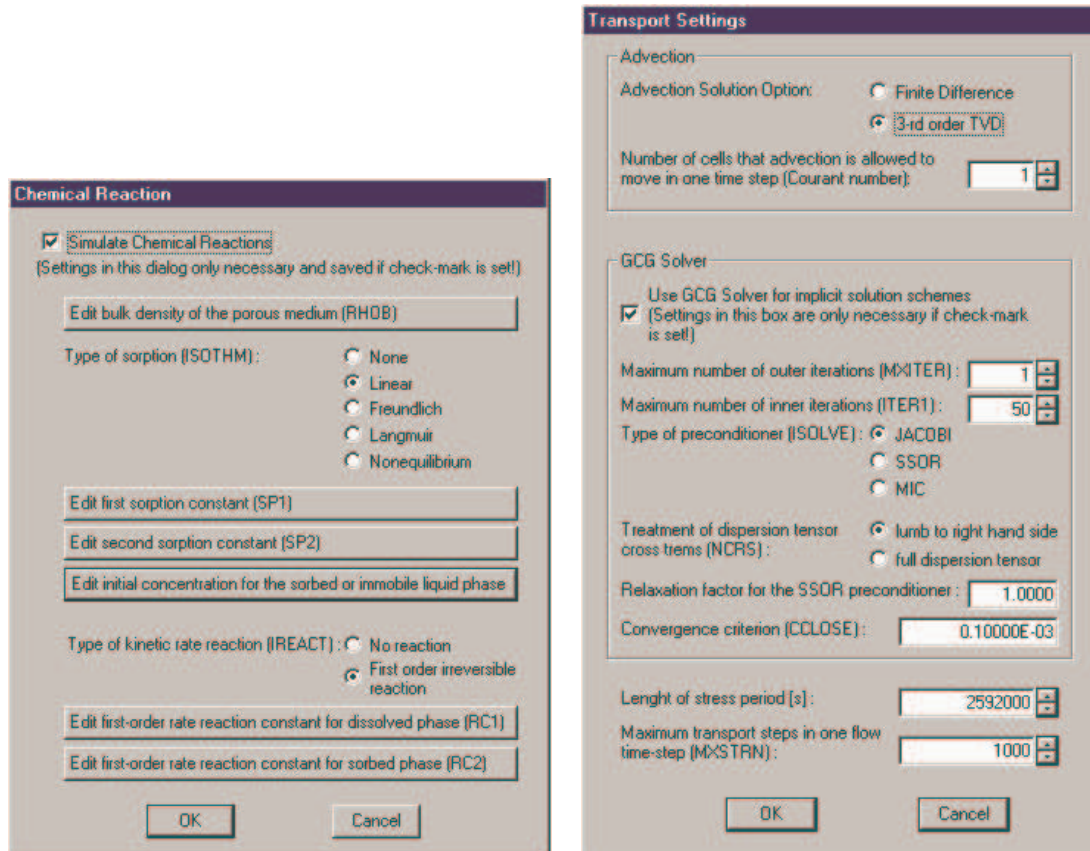 Chemical Reaction
Simulate Chemical Reactions
(Settings in this dialog only necessary and saved if check-mark is set!)
Edit bulk density of the porous medium (RHOB)
Type of sorption (ISOTHM) :
None
Linear
Freundlich
Langmuir
Nonequilibrium
Edit first sorption constant (SP1)
Edit second sorption constant (SP2)
Edit initial concentration for the sorbed or immobile liquid phase
Type of kinetic rate reaction (IREACT) :
No reaction
First order irreversible
reaction
Edit first-order rate reaction constant for dissolved phase (RC1)
Edit first-order rate reaction constant for sorbed phase (RC2)
OK
Cancel
Transport Settings
Advection
Advection Solution Option:
Finite Difference
3-rd order TVD
Number of cells that advection is allowed to
move in one time step (Courant number):
1
GCG Solver
Use GCG Solver for implicit solution schemes
(Settings in this box are only necessary if check-mark
is set!)
Maximum number of outer iterations (MXITER) :
1
Maximum number of inner iterations (ITER1) :
50
Type of preconditioner (ISOLVE) :
JACOBI
SSOR
MIC
Treatment of dispersion tensor
cross trems (NCRS) :
lumb to right hand side
full dispersion tensor
Relaxation factor for the SSOR preconditioner :
1.0000
Convergence criterion (CCLOSE) :
0.10000E-03
Lenght of stress period [s] :
2592000
Maximum transport steps in one flow
time-step (MXSTRN) :
1000
OK
Cancel